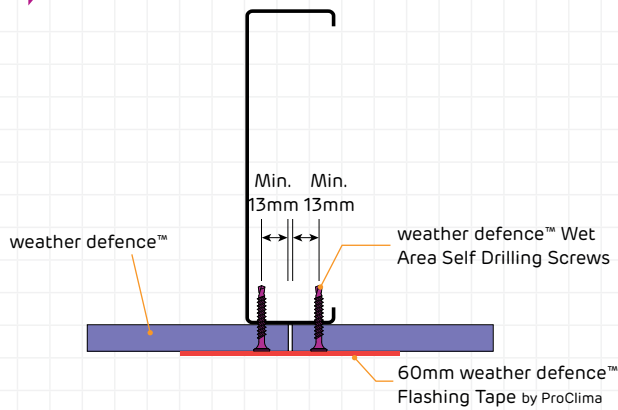 Min. Min.
13mm 13mm
weather defence™
weather defence™ Wet
Area Self Drilling Screws
60mm weather defence™
Flashing Tape by ProClima